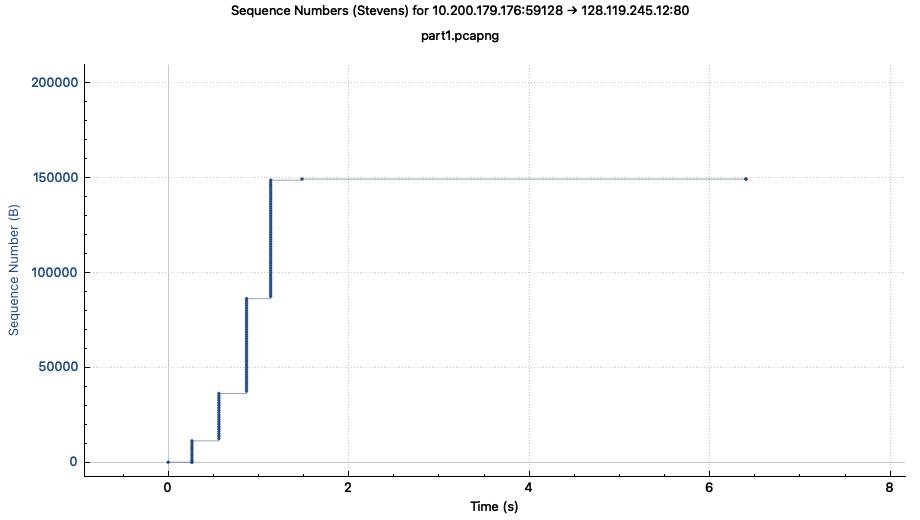 Sequence Numbers (Stevens) for 10.200.179.176:59128 → 128.119.245.12:80
part1.pcapng
200000
150000
100000
50000
0
Sequence Number (B)
0 2 4 6 8
Time (s)